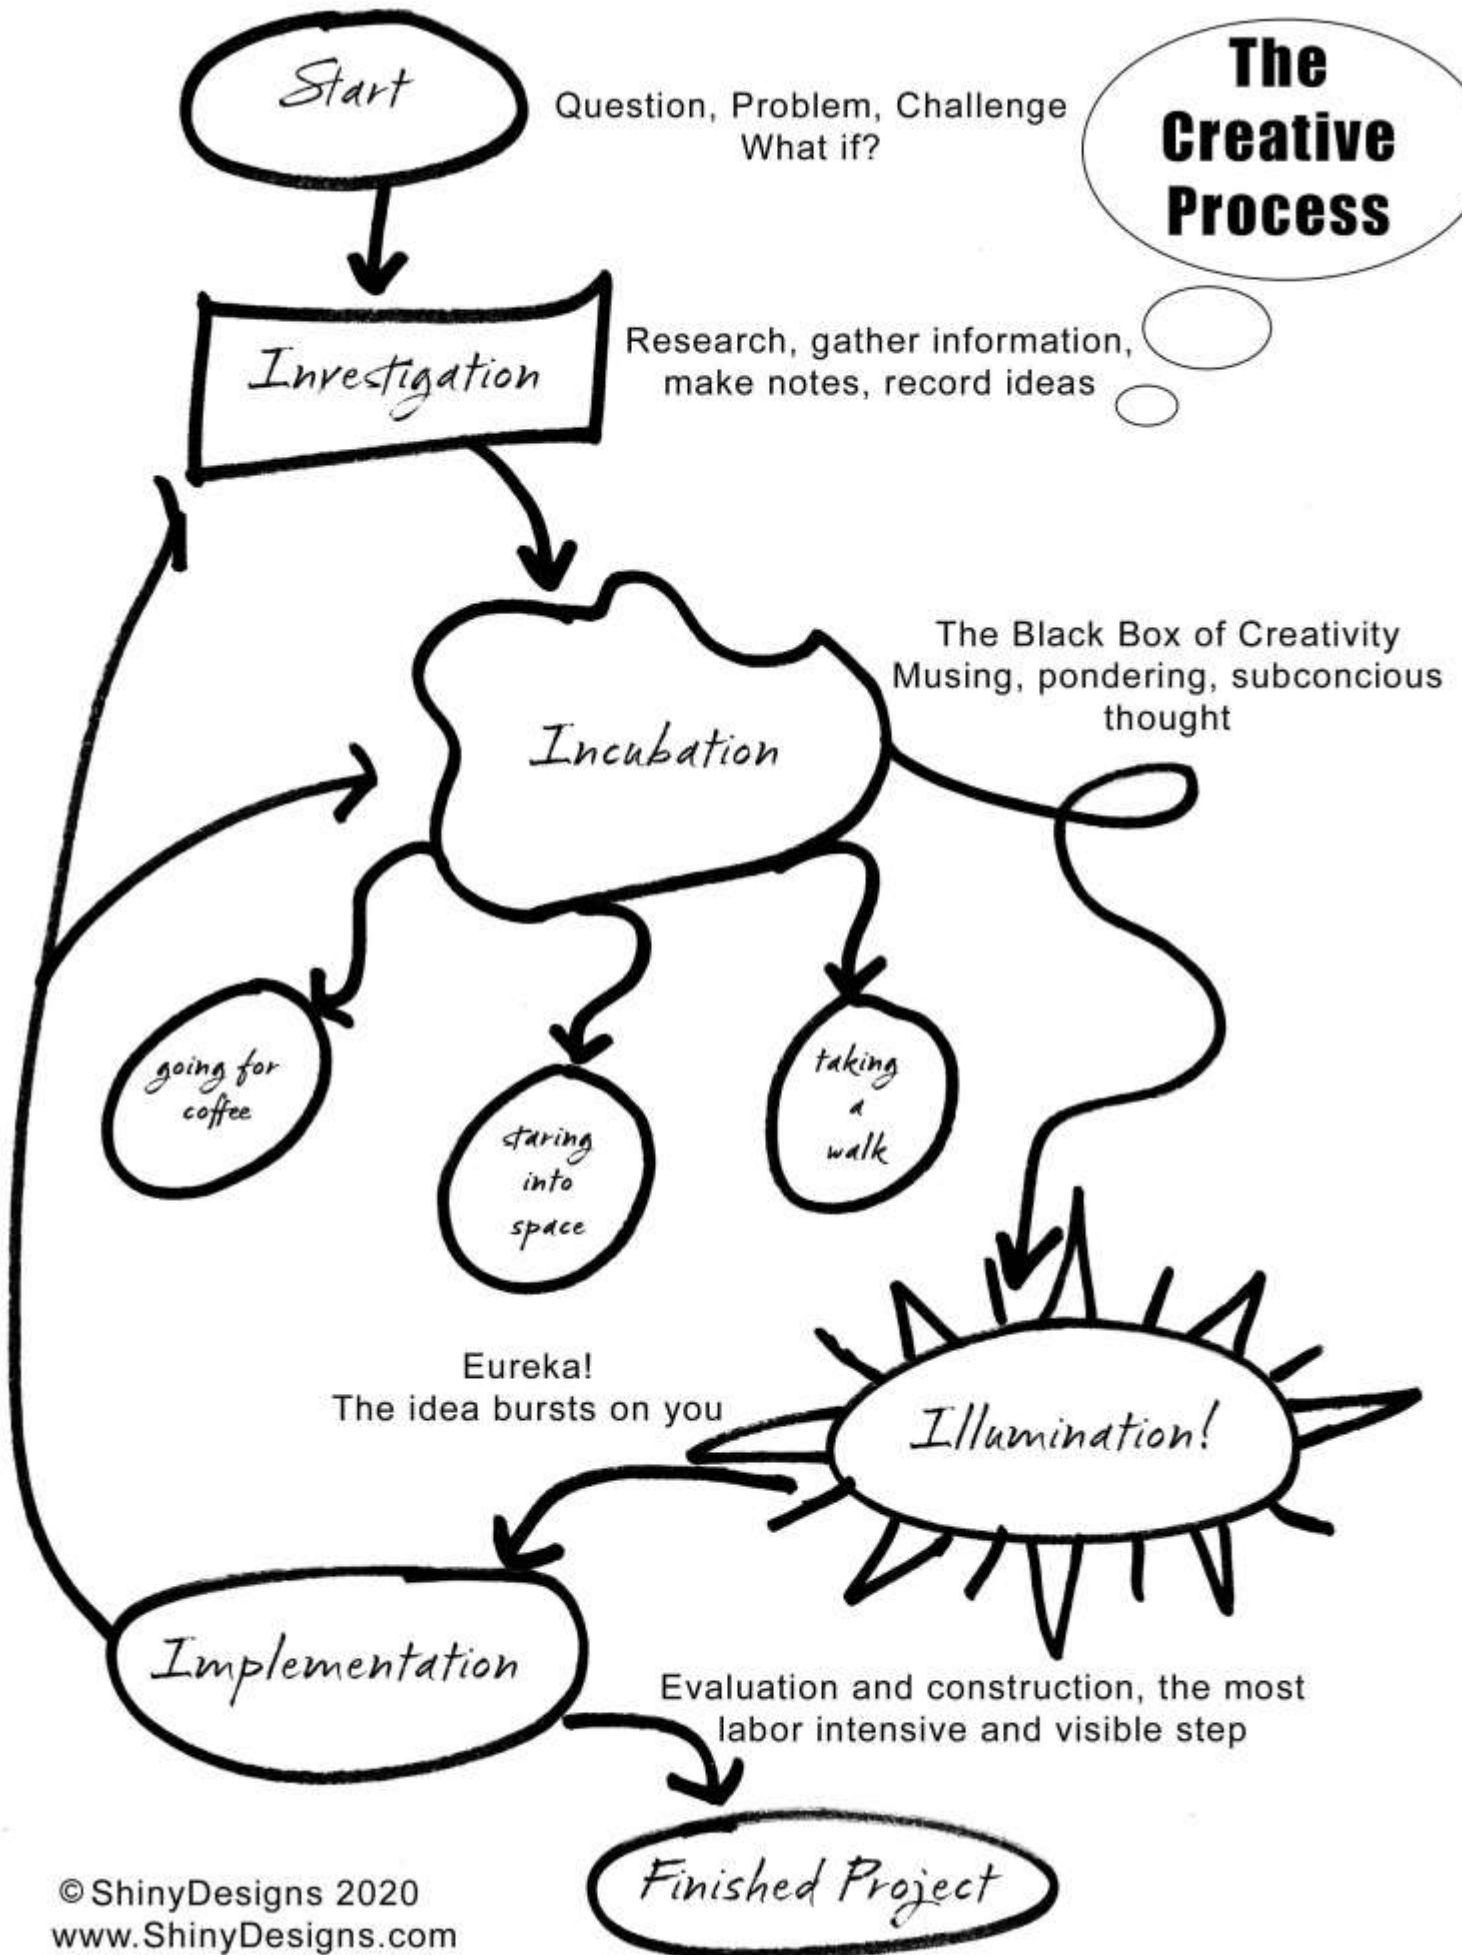 The
Creative
Process
Start
Question, Problem, Challenge
What if?
Investigation
Research, gather information,
make notes, record ideas
The Black Box of Creativity
Musing, pondering, subconcious
thought
Incubation
going for
coffee
staring
into
space
taking
a
walk
Eureka!
The idea bursts on you
Illumination!
Implementation
Evaluation and construction, the most
labor intensive and visible step
Finished Project
© ShinyDesigns 2020
www.ShinyDesigns.com